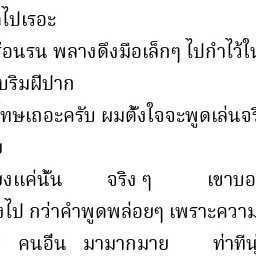 ไปเรอะ
อนรน พลางดึงมือเล็กๆ ไปกำไว้ใน
บริมฝีปาก
โทษเถอะครับ ผมตั้งใจจะพูดเล่นจริ
ยงแค่นั้น จริง ๆ เขาบอ
ไป กว่าคำพูดพล่อยๆ เพราะความ
คนอื่น มามากมาย ท่าที